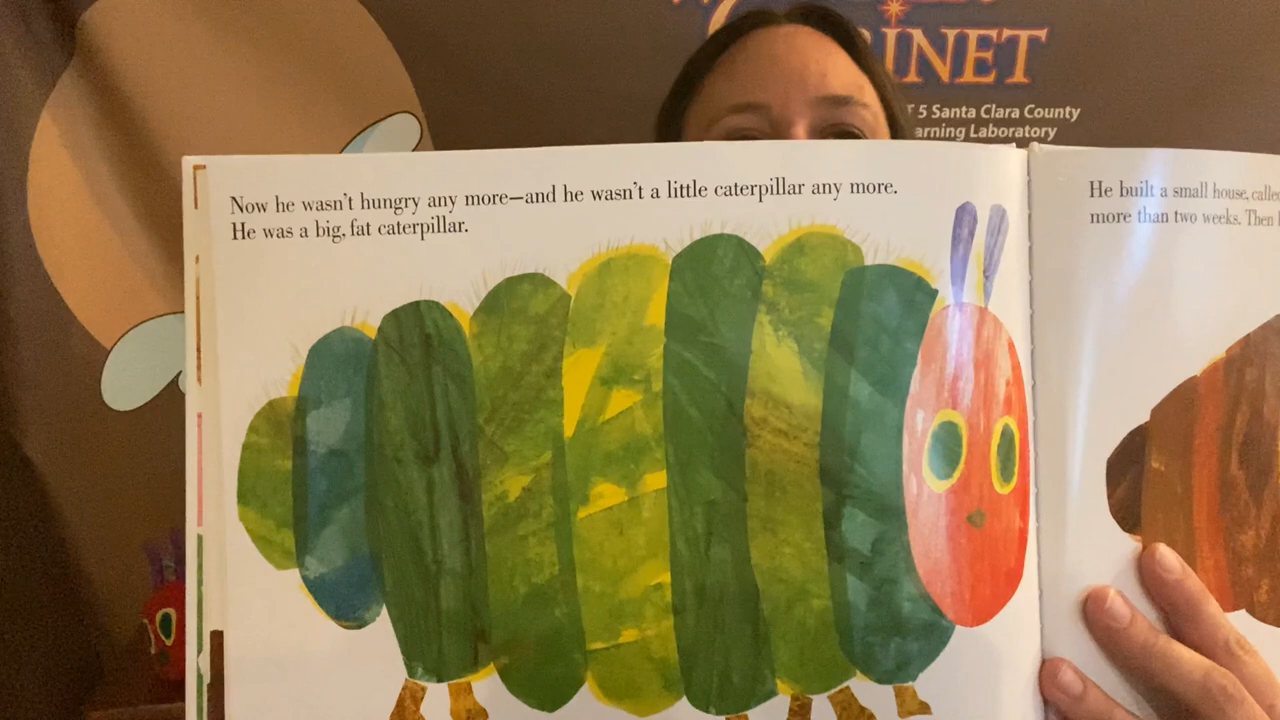 INET
5 Santa Clara County
arning Laboratory
Now he wasn't hungry any more—and he wasn't a little caterpillar any more.
He was a big, fat caterpillar.
He built a small house, calle
more than two weeks. Then